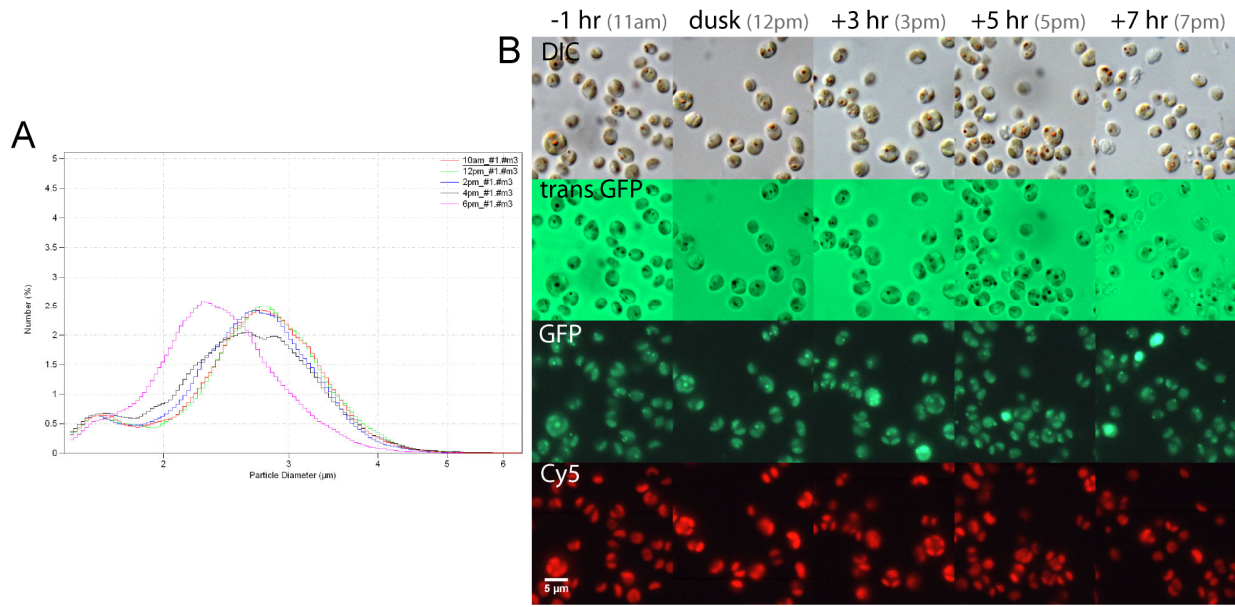 A
5
4.5
4
3.5
3
2.5
2
1.5
1
0.5
0
Number (%)
2
3
4
5
6
Particle Diameter (µm)
10am_#1.#m3
12pm_#1.#m3
2pm_#1.#m3
4pm_#1.#m3
6pm_#1.#m3
B
-1 hr (11am) dusk (12pm) +3 hr (3pm) +5 hr (5pm) +7 hr (7pm)
DIC
trans GFP
GFP
Cy5
5 µm